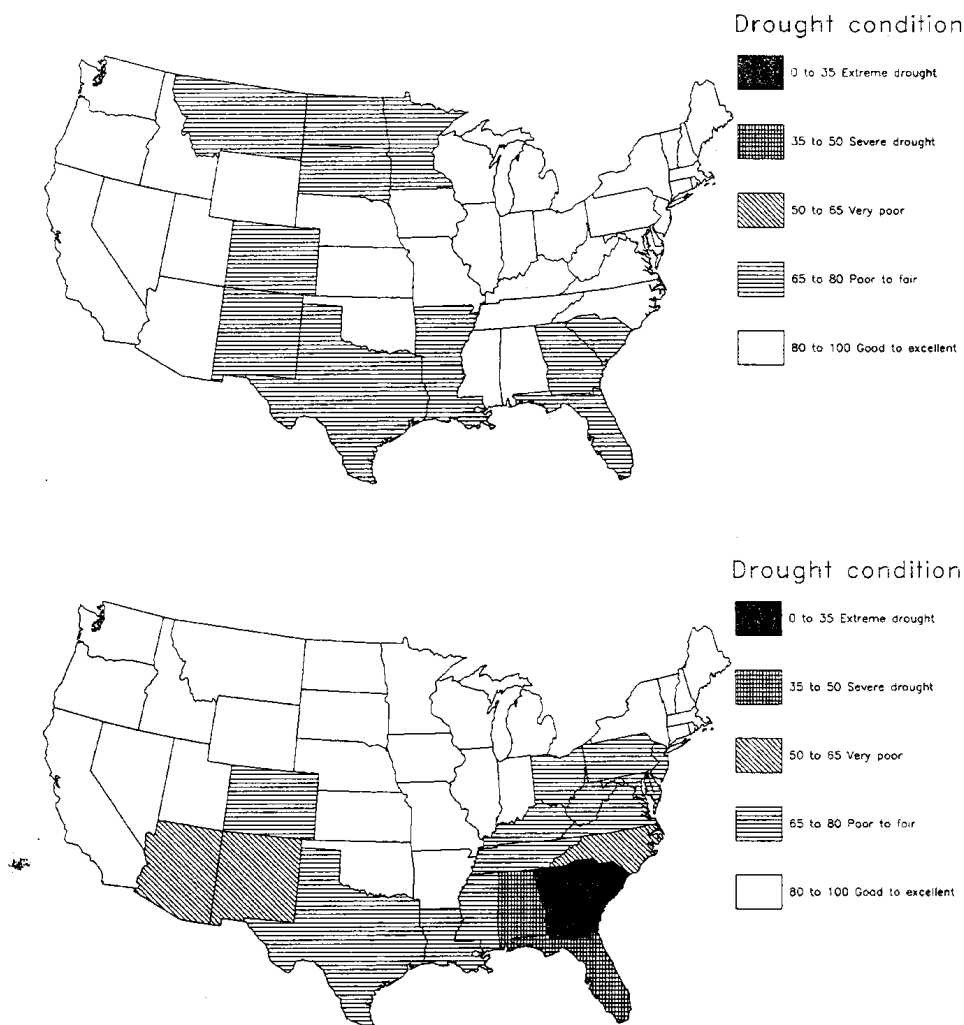 Drought condition
0 to 35 Extreme drought
35 to 50 Severe drought
50 to 65 Very poor
65 to 80 Poor to fair
80 to 100 Good to excellent
Drought condition
0 to 35 Extreme drought
35 to 50 Severe drought
50 to 65 Very poor
65 to 80 Poor to fair
80 to 100 Good to excellent